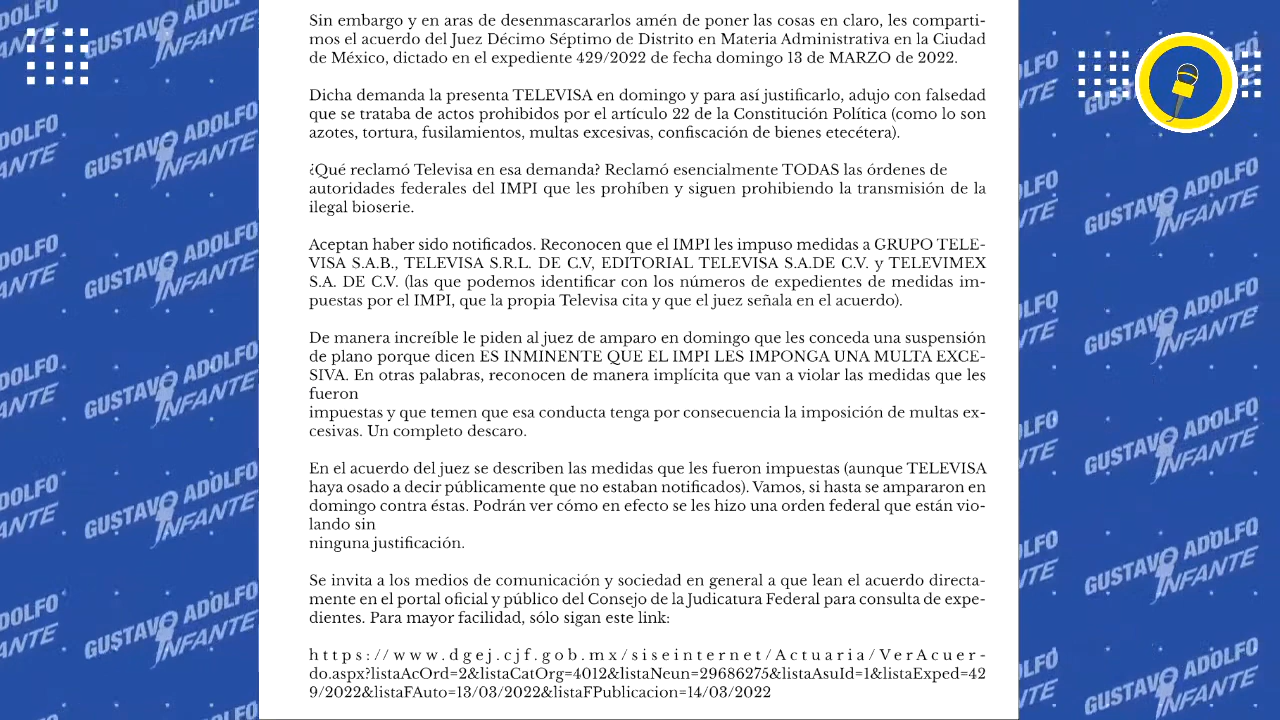 Sin embargo y en aras de desenmascararlos amén de poner las cosas en claro, les comparti-
mos el acuerdo del Juez Décimo Séptimo de Distrito en Materia Administrativa en la Ciudad
de México, dictado en el expediente 429/2022 de fecha domingo 13 de MARZO de 2022.
Dicha demanda la presenta TELEVISA en domingo y para así justificarlo, adujo con falsedad
que se trataba de actos prohibidos por el artículo 22 de la Constitución Política (como lo son
azotes, tortura, fusilamientos, multas excesivas, confiscación de bienes etecétera).
¿Qué reclamó Televisa en esa demanda? Reclamó esencialmente TODAS las órdenes de
autoridades federales del IMPI que les prohíben y siguen prohibiendo la transmisión de la
ilegal bioserie.
Aceptan haber sido notificados. Reconocen que el IMPI les impuso medidas a GRUPO TELE-
VISA S.A.B., TELEVISA S.R.L. DE C.V, EDITORIAL TELEVISA S.A.DE C.V. y TELEVIMEX
S.A. DE C.V. (las que podemos identificar con los números de expedientes de medidas im-
puestas por el IMPI, que la propia Televisa cita y que el juez señala en el acuerdo).
De manera increíble le piden al juez de amparo en domingo que les conceda una suspensión
de plano porque dicen ES INMINENTE QUE EL IMPI LES IMPONGA UNA MULTA EXCE-
SIVA. En otras palabras, reconocen de manera implícita que van a violar las medidas que les
fueron
impuestas y que temen que esa conducta tenga por consecuencia la imposición de multas ex-
cesivas. Un completo descaro.
En el acuerdo del juez se describen las medidas que les fueron impuestas (aunque TELEVISA
haya osado a decir públicamente que no estaban notificados). Vamos, si hasta se ampararon en
domingo contra éstas. Podrán ver cómo en efecto se les hizo una orden federal que están vio-
lando sin
ninguna justificación.
Se invita a los medios de comunicación y sociedad en general a que lean el acuerdo directa-
mente en el portal oficial y público del Consejo de la Judicatura Federal para consulta de expe-
dientes. Para mayor facilidad, sólo sigan este link:
https://www.dgej.cjf.gob.mx/siseinternet/Actuaria/VerAcuer-
do.aspx?listaAcOrd=2&listaCatOrg=4012&listaNeun=29686275&listaAsuId=1&listaExped=42
9/2022&listaFAuto=13/03/2022&listaFPublicacion=14/03/2022
GUSTAVO ADOLFO
INFANTE